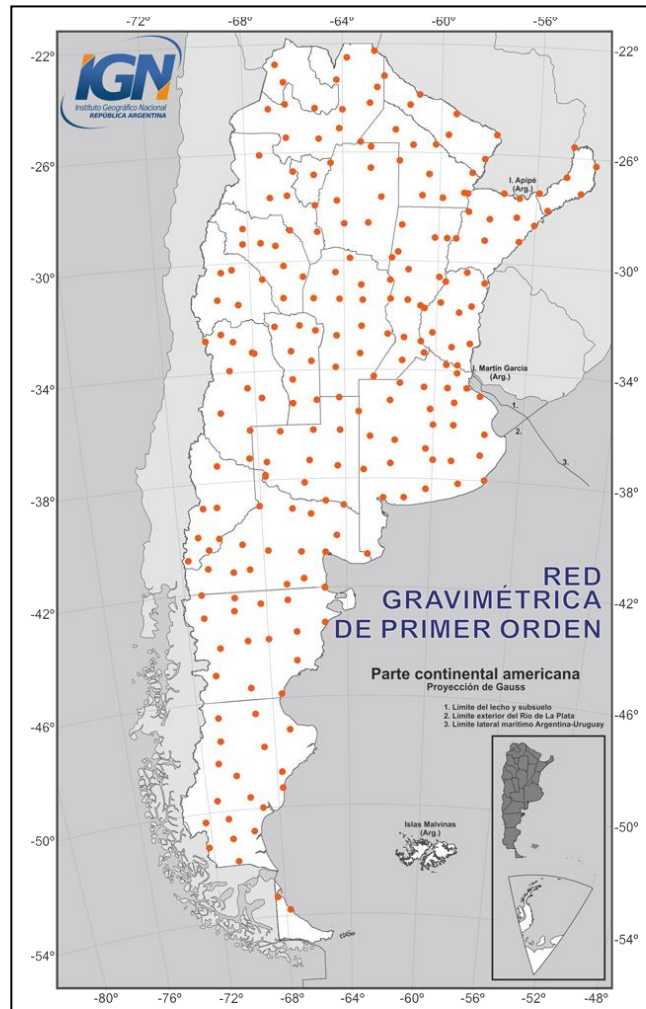 -72° -68° -64° -60° -56°
-22° -22°
IGN
Instituto Geográfico Nacional
REPÚBLICA ARGENTINA
-26° -26°
I. Apipé
(Arg.)
-30° -30°
I. Martín García
(Arg.)
-34° -34°
1.
2.
3.
-38° -38°
RED
GRAVIMÉTRICA
DE PRIMER ORDEN
-42° -42°
Parte continental americana
Proyección de Gauss
1. Límite del lecho y subsuelo
2. Límite exterior del Río de La Plata
3. Límite lateral marítimo Argentina-Uruguay
-46° -46°
Islas Malvinas
(Arg.)
-50° -50°
-54° -54°
-80° -76° -72° -68° -64° -60° -56° -52° -48°